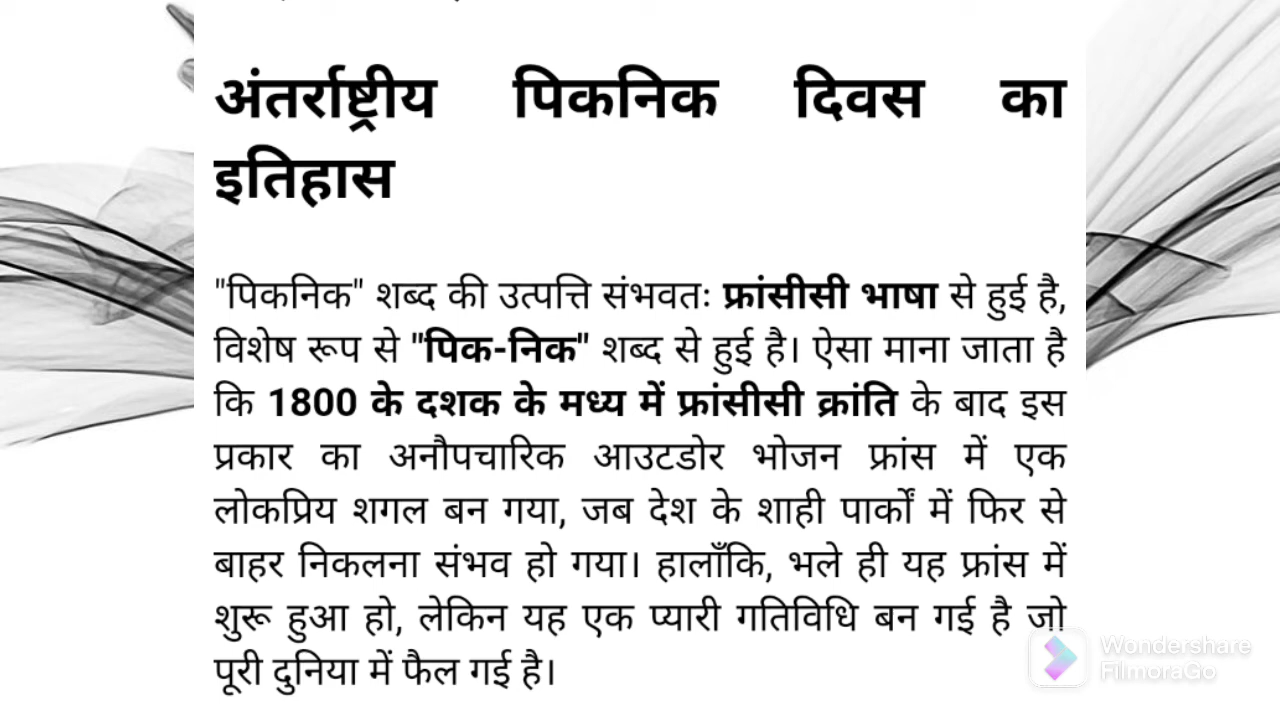 अंतर्राष्ट्रीय पिकनिक दिवस का
इतिहास
"पिकनिक" शब्द की उत्पत्ति संभवतः फ्रांसीसी भाषा से हुई है,
विशेष रूप से "पिक-निक" शब्द से हुई है। ऐसा माना जाता है
कि 1800 के दशक के मध्य में फ्रांसीसी क्रांति के बाद इस
प्रकार का अनौपचारिक आउटडोर भोजन फ्रांस में एक
लोकप्रिय शगल बन गया, जब देश के शाही पार्कों में फिर से
बाहर निकलना संभव हो गया। हालाँकि, भले ही यह फ्रांस में
शुरू हुआ हो, लेकिन यह एक प्यारी गतिविधि बन गई है जो
पूरी दुनिया में फैल गई है।
Wondershare
FilmoraGo